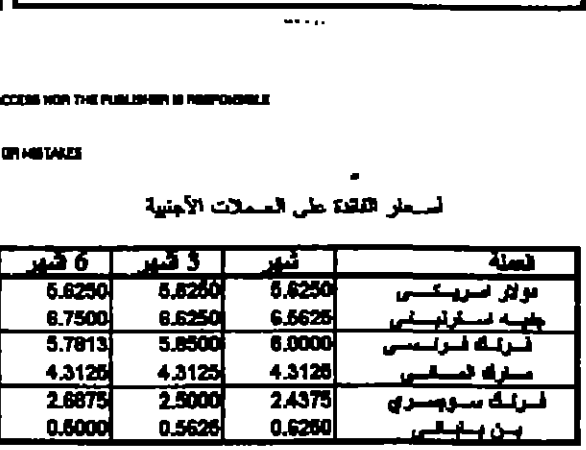 ACCESS NOR THE PUBLISHER IS RESPONSIBLE
OR MISTAKES
أسعار الفائدة على العملات الأجنبية
العملة شهر 3 أشهر 6 أشهر
دولار أمريكي 5.6250 5.6250 5.6250
جنيه استرليني 6.5625 6.6250 6.7500
فرنك فرنسي 6.0000 5.8500 5.7813
مارك ألماني 4.3125 4.3125 4.3125
فرنك سويسري 2.4375 2.5000 2.6875
ين ياباني 0.6250 0.5625 0.5000